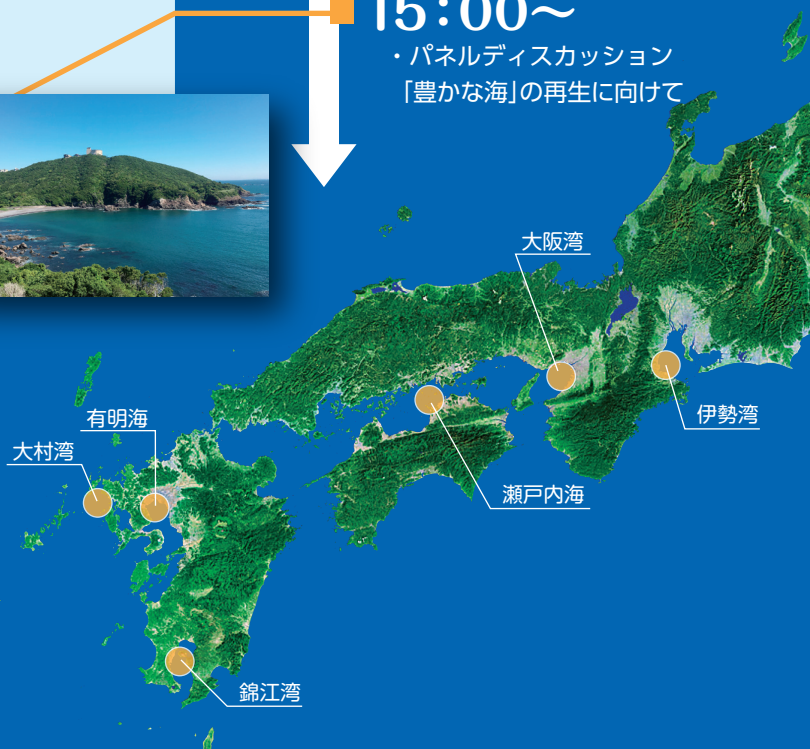 15:00〜
・パネルディスカッション
「豊かな海」の再生に向けて
大阪湾
伊勢湾
有明海
大村湾
瀬戸内海
錦江湾